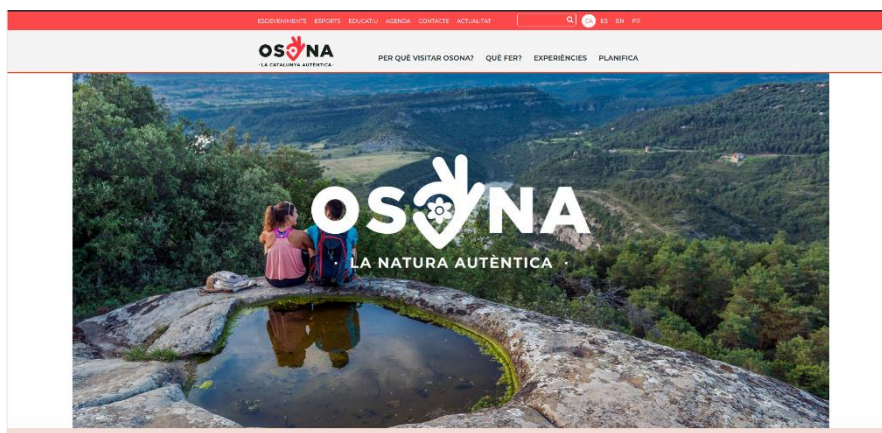 ESDEVENIMENTS ESPORTS EDUCATIU AGENDA CONTACTE ACTUALITAT CA ES EN FR
OSONA
·LA CATALUNYA AUTÈNTICA·
PER QUÈ VISITAR OSONA? QUÈ FER? EXPERIÈNCIES PLANIFICA
OSONA
· LA NATURA AUTÈNTICA ·